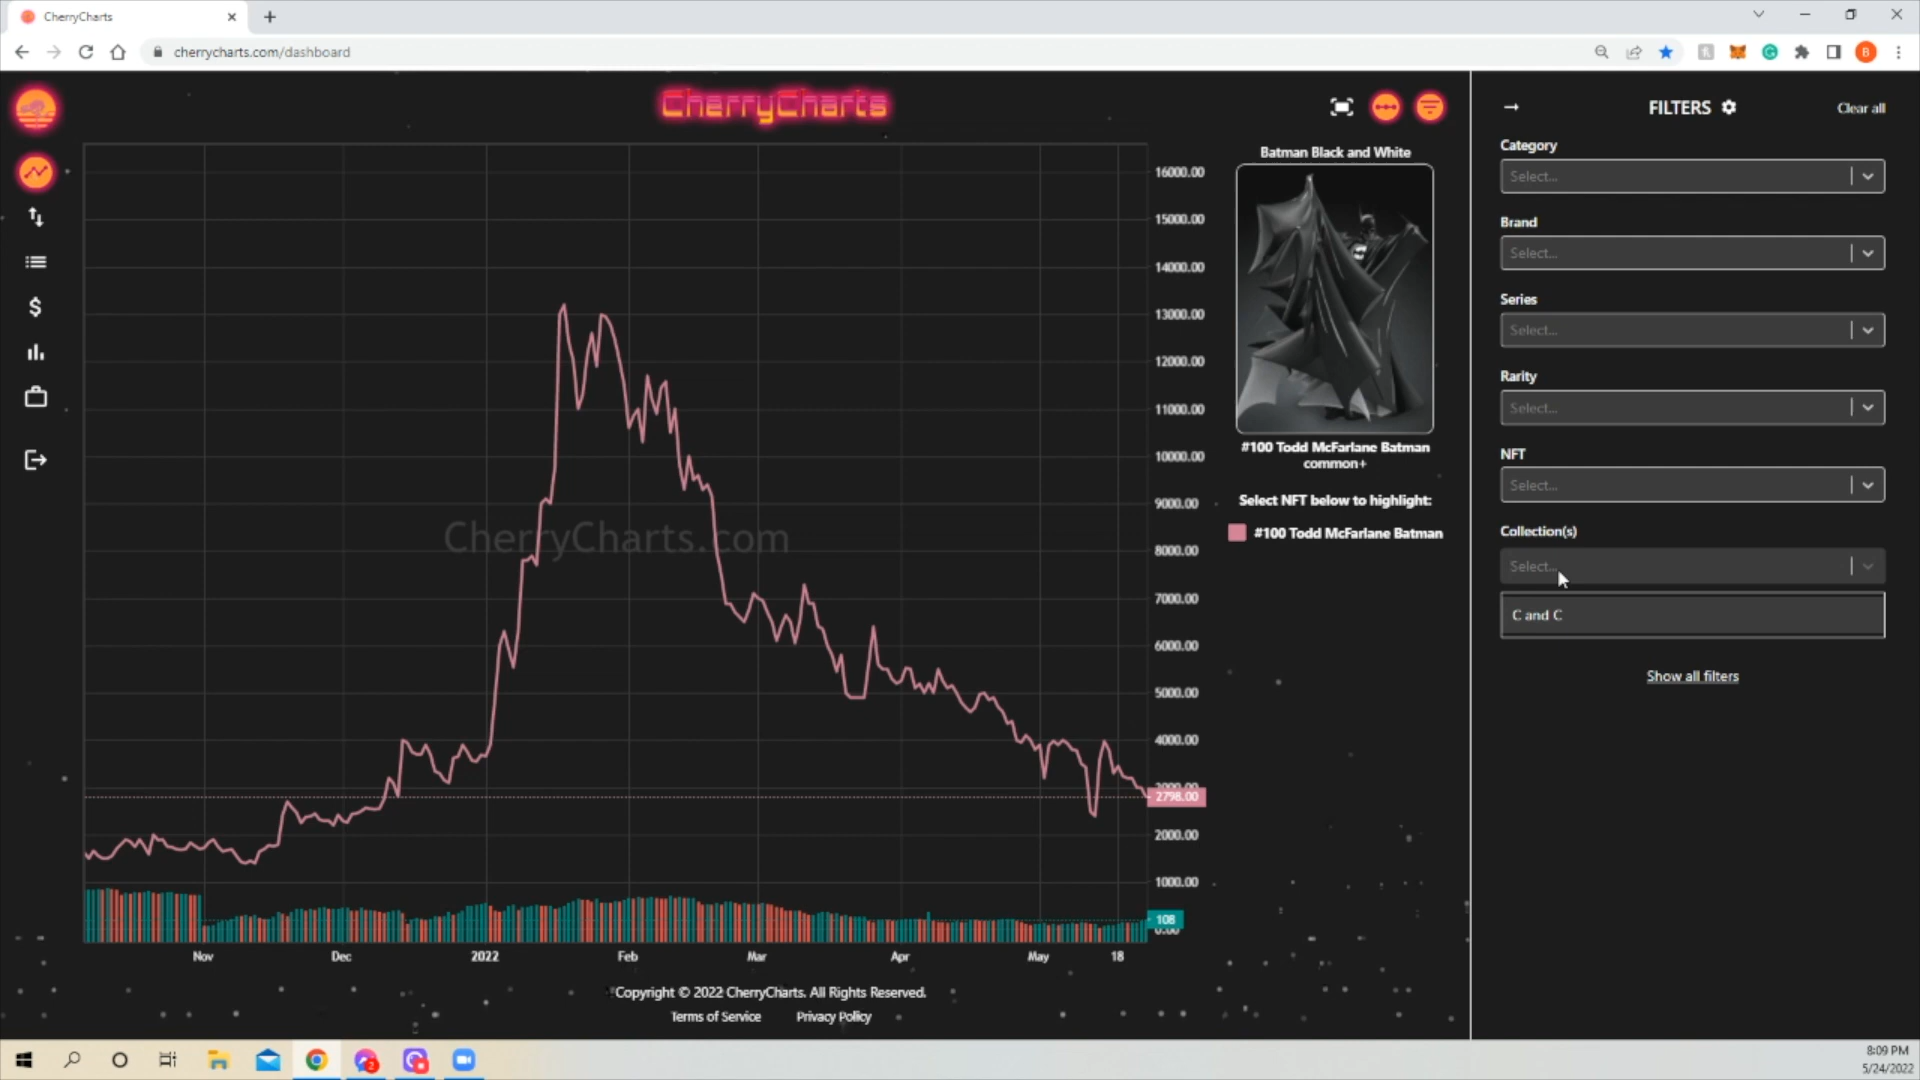 CherryCharts
cherrycharts.com/dashboard
B
CherryCharts
FILTERS
Clear all
Batman Black and White
Category
Select...
Brand
Select...
Series
Select...
Rarity
Select...
NFT
Select...
Collection(s)
Select...
C and C
Show all filters
#100 Todd McFarlane Batman
common+
Select NFT below to highlight:
#100 Todd McFarlane Batman
16000.00
15000.00
14000.00
13000.00
12000.00
11000.00
10000.00
9000.00
8000.00
7000.00
6000.00
5000.00
4000.00
3000.00
2798.00
2000.00
1000.00
108
0.00
CherryCharts.com
Nov
Dec
2022
Feb
Mar
Apr
May
18
Copyright © 2022 CherryCharts. All Rights Reserved.
Terms of Service
Privacy Policy
2
8:09 PM
5/24/2022